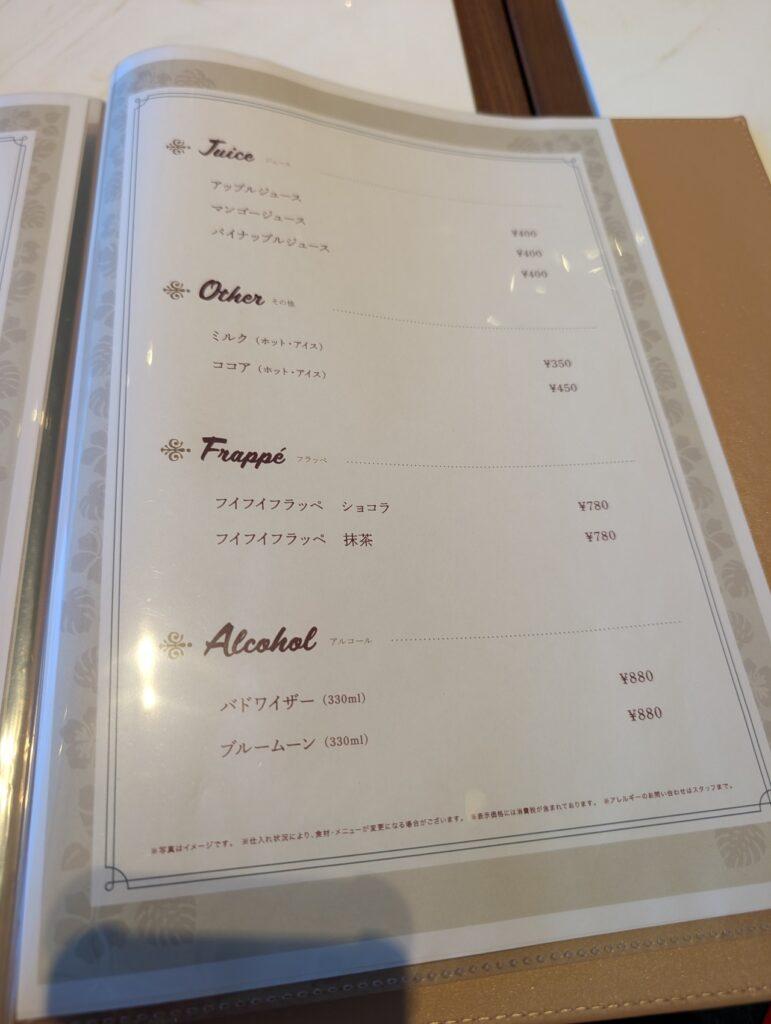 Juice ジュース
アップルジュース ¥400
マンゴージュース ¥400
パイナップルジュース ¥400
Other その他
ミルク（ホット・アイス） ¥350
ココア（ホット・アイス） ¥450
Frappé フラッペ
フイフイフラッペ ショコラ ¥780
フイフイフラッペ 抹茶 ¥780
Alcohol アルコール
バドワイザー（330ml） ¥880
ブルームーン（330ml） ¥880
※写真はイメージです。 ※仕入れ状況により、食材・メニューが変更になる場合がございます。 ※表示価格には消費税が含まれております。 ※アレルギーのお問い合わせはスタッフまで。